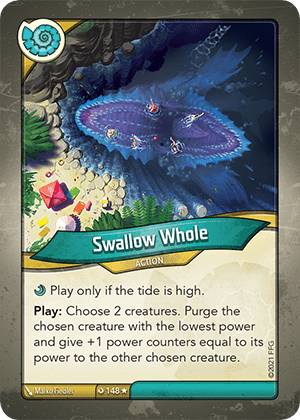 Swallow Whole
ACTION
Play only if the tide is high.
Play: Choose 2 creatures. Purge the
chosen creature with the lowest power
and give +1 power counters equal to its
power to the other chosen creature.
©2021 FFG
Marko Fiedler
148